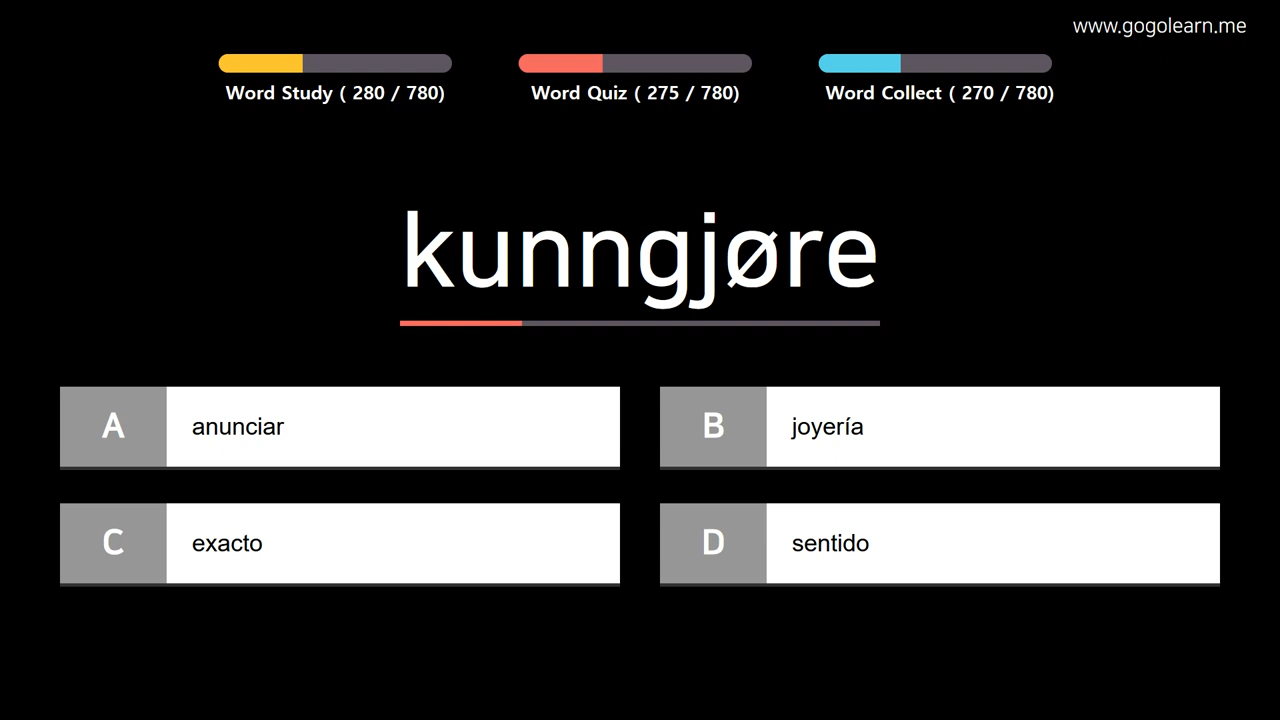 www.gogolearn.me
Word Study ( 280 / 780)
Word Quiz ( 275 / 780)
Word Collect ( 270 / 780)
kunngjøre
A
anunciar
B
joyería
C
exacto
D
sentido